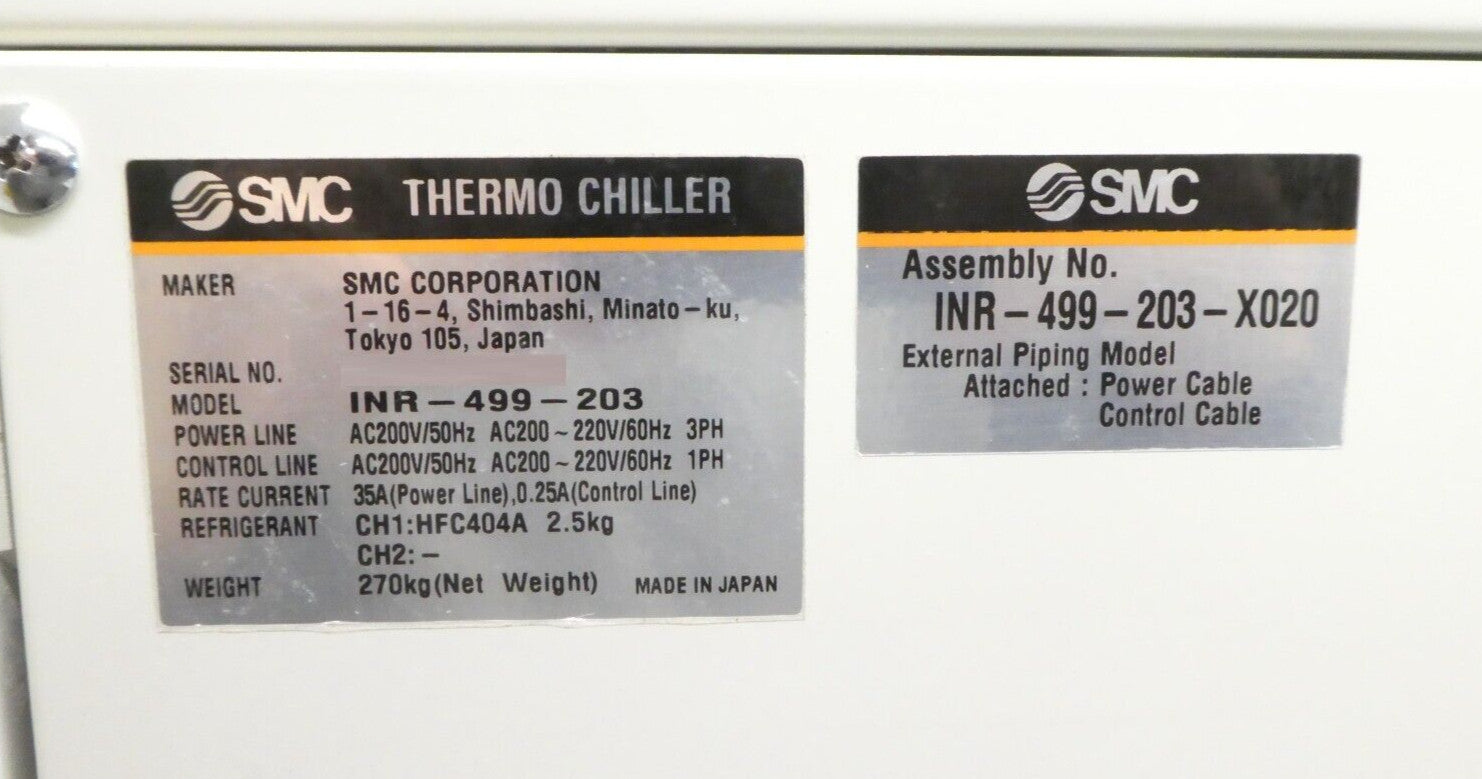 SMC THERMO CHILLER
MAKER SMC CORPORATION
1-16-4, Shimbashi, Minato-ku,
Tokyo 105, Japan
SERIAL NO.
MODEL INR-499-203
POWER LINE AC200V/50Hz AC200~220V/60Hz 3PH
CONTROL LINE AC200V/50Hz AC200~220V/60Hz 1PH
RATE CURRENT 35A(Power Line),0.25A(Control Line)
REFRIGERANT CH1:HFC404A 2.5kg
CH2:-
WEIGHT 270kg(Net Weight) MADE IN JAPAN
SMC
Assembly No.
INR-499-203-X020
External Piping Model
Attached : Power Cable
Control Cable